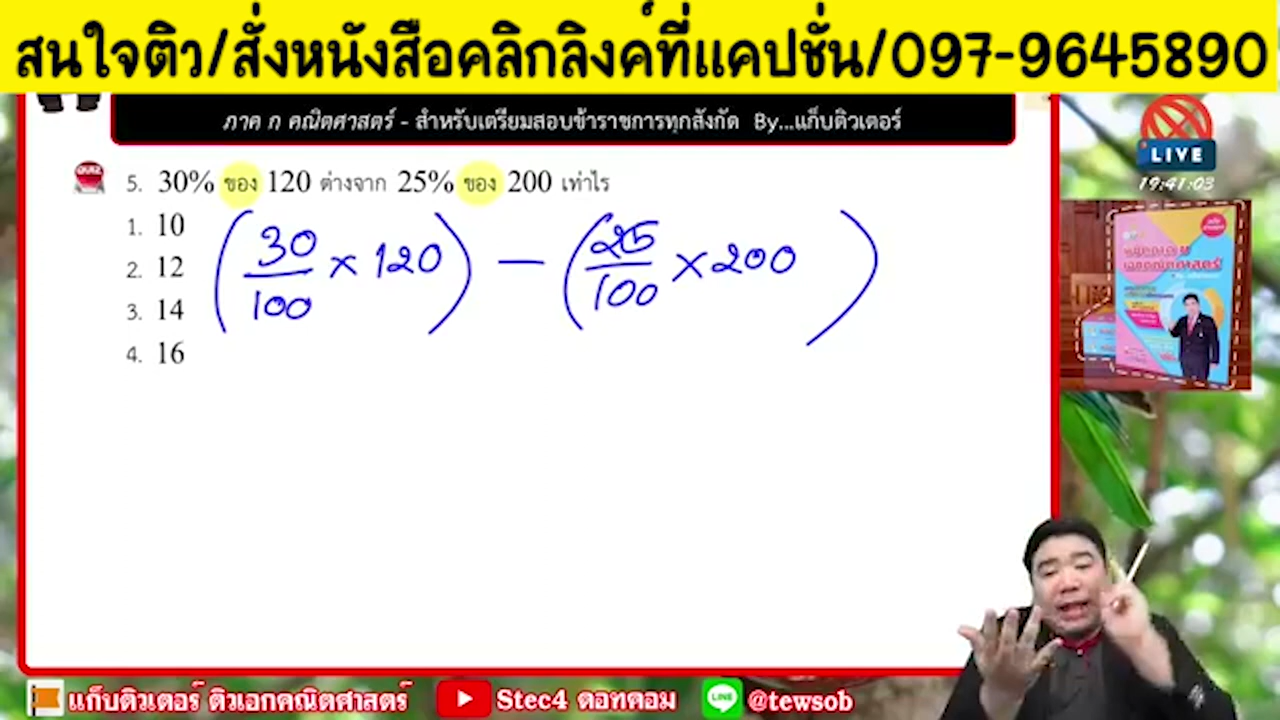 สนใจติว/สั่งหนังสือคลิกลิงค์ที่แคปชั่น/097-9645890
ภาค ก คณิตศาสตร์ - สำหรับเตรียมสอบข้าราชการทุกสังกัด By...แก็บติวเตอร์
LIVE
19:41:03
QUIZ
5. 30% ของ 120 ต่างจาก 25% ของ 200 เท่าไร
1. 10
2. 12
3. 14
4. 16
(30/100 × 120) − (25/100 × 200)
แก็บติวเตอร์ ติวเอกคณิตศาสตร์
Stec4 ดอทคอม
LINE
@tewsob